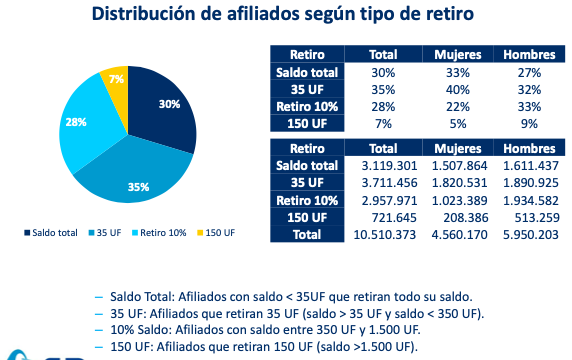 Distribución de afiliados según tipo de retiro
30%
35%
28%
7%
Saldo total 35 UF Retiro 10% 150 UF
Retiro Total Mujeres Hombres
Saldo total 30% 33% 27%
35 UF 35% 40% 32%
Retiro 10% 28% 22% 33%
150 UF 7% 5% 9%
Retiro Total Mujeres Hombres
Saldo total 3.119.301 1.507.864 1.611.437
35 UF 3.711.456 1.820.531 1.890.925
Retiro 10% 2.957.971 1.023.389 1.934.582
150 UF 721.645 208.386 513.259
Total 10.510.373 4.560.170 5.950.203
– Saldo Total: Afiliados con saldo < 35UF que retiran todo su saldo.
– 35 UF: Afiliados que retiran 35 UF (saldo > 35 UF y saldo < 350 UF).
– 10% Saldo: Afiliados con saldo entre 350 UF y 1.500 UF.
– 150 UF: Afiliados que retiran 150 UF (saldo >1.500 UF).